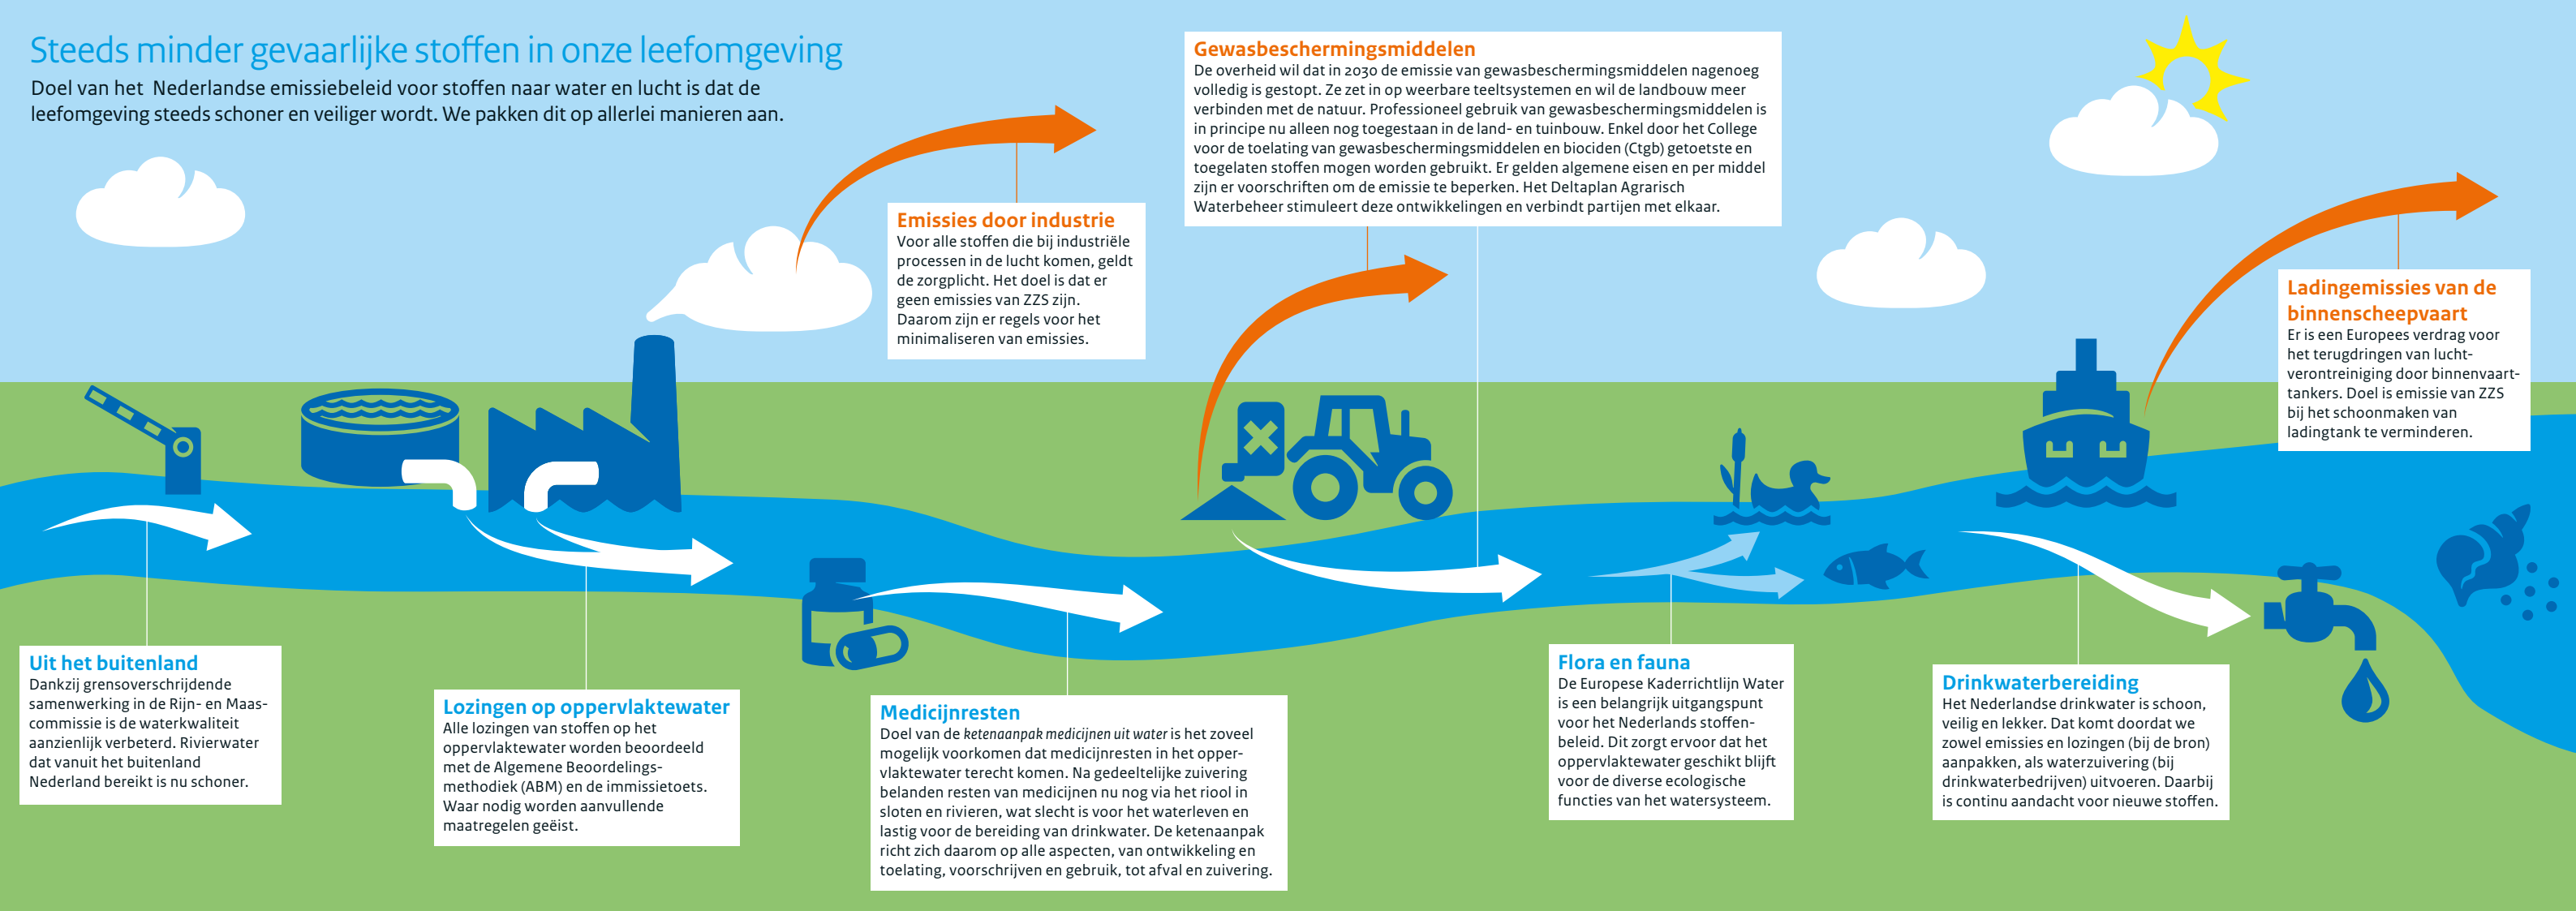 Steeds minder gevaarlijke stoffen in onze leefomgeving
Doel van het Nederlandse emissiebeleid voor stoffen naar water en lucht is dat de
leefomgeving steeds schoner en veiliger wordt. We pakken dit op allerlei manieren aan.
Emissies door industrie
Voor alle stoffen die bij industriële
processen in de lucht komen, geldt
de zorgplicht. Het doel is dat er
geen emissies van ZZS zijn.
Daarom zijn er regels voor het
minimaliseren van emissies.
Gewasbeschermingsmiddelen
De overheid wil dat in 2030 de emissie van gewasbeschermingsmiddelen nagenoeg
volledig is gestopt. Ze zet in op weerbare teeltsystemen en wil de landbouw meer
verbinden met de natuur. Professioneel gebruik van gewasbeschermingsmiddelen is
in principe nu alleen nog toegestaan in de land- en tuinbouw. Enkel door het College
voor de toelating van gewasbeschermingsmiddelen en biociden (Ctgb) getoetste en
toegelaten stoffen mogen worden gebruikt. Er gelden algemene eisen en per middel
zijn er voorschriften om de emissie te beperken. Het Deltaplan Agrarisch
Waterbeheer stimuleert deze ontwikkelingen en verbindt partijen met elkaar.
Ladingemissies van de
binnenscheepvaart
Er is een Europees verdrag voor
het terugdringen van lucht-
verontreiniging door binnenvaart-
tankers. Doel is emissie van ZZS
bij het schoonmaken van
ladingtank te verminderen.
Uit het buitenland
Dankzij grensoverschrijdende
samenwerking in de Rijn- en Maas-
commissie is de waterkwaliteit
aanzienlijk verbeterd. Rivierwater
dat vanuit het buitenland
Nederland bereikt is nu schoner.
Lozingen op oppervlaktewater
Alle lozingen van stoffen op het
oppervlaktewater worden beoordeeld
met de Algemene Beoordelings-
methodiek (ABM) en de immissietoets.
Waar nodig worden aanvullende
maatregelen geëist.
Medicijnresten
Doel van de ketenaanpak medicijnen uit water is het zoveel
mogelijk voorkomen dat medicijnresten in het opper-
vlaktewater terecht komen. Na gedeeltelijke zuivering
belanden resten van medicijnen nu nog via het riool in
sloten en rivieren, wat slecht is voor het waterleven en
lastig voor de bereiding van drinkwater. De ketenaanpak
richt zich daarom op alle aspecten, van ontwikkeling en
toelating, voorschrijven en gebruik, tot afval en zuivering.
Flora en fauna
De Europese Kaderrichtlijn Water
is een belangrijk uitgangspunt
voor het Nederlands stoffen-
beleid. Dit zorgt ervoor dat het
oppervlaktewater geschikt blijft
voor de diverse ecologische
functies van het watersysteem.
Drinkwaterbereiding
Het Nederlandse drinkwater is schoon,
veilig en lekker. Dat komt doordat we
zowel emissies en lozingen (bij de bron)
aanpakken, als waterzuivering (bij
drinkwaterbedrijven) uitvoeren. Daarbij
is continu aandacht voor nieuwe stoffen.